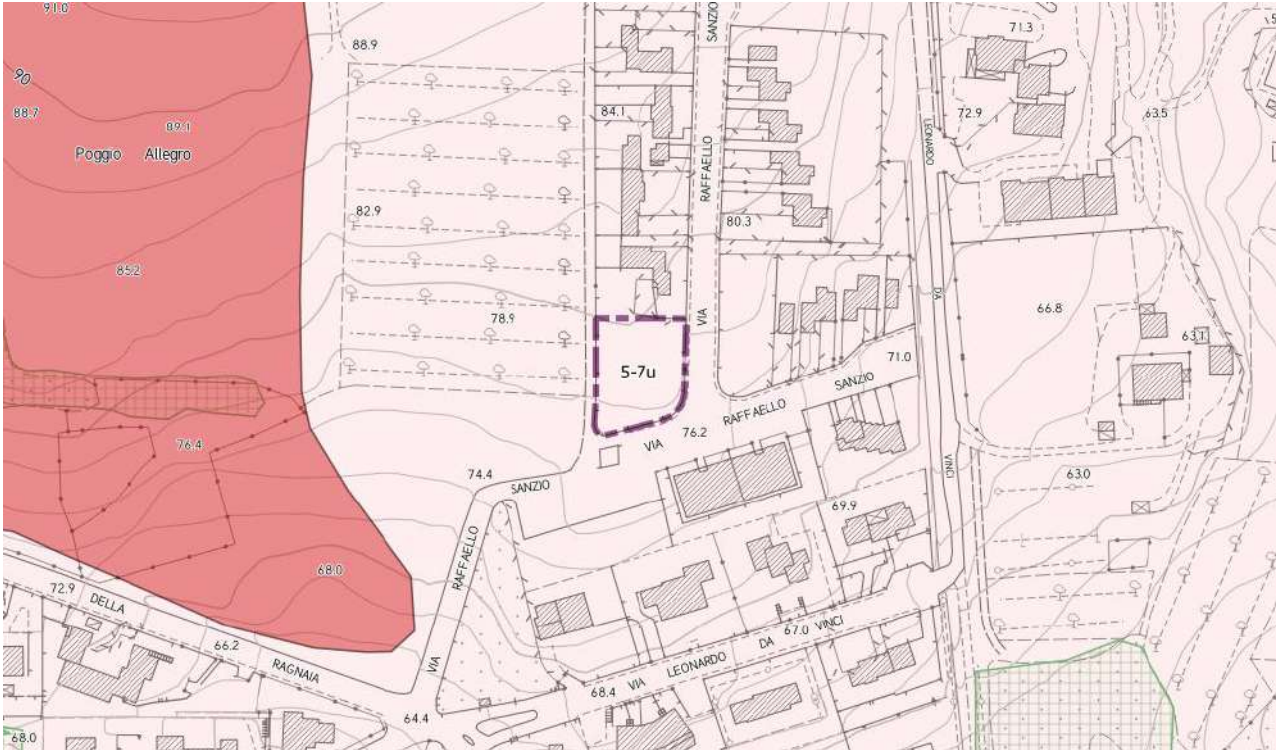 91.0
SANZIO
71.3
88.9
90
88.7
84.1
72.9
63.5
89.1
LEONARDO
Poggio Allegro
RAFFAELLO
82.9
80.3
85.2
DA
66.8
78.9
VIA
63.1
71.0
5-7u
SANZIO
RAFFAELLO
76.2
VIA
76.4
74.4
SANZIO
VINCI
63.0
69.9
RAFFAELLO
68.0
72.9
DELLA
67.0
VINCI
DA
66.2
RAGNAIA
VIA
LEONARDO
VIA
68.4
64.4
68.0